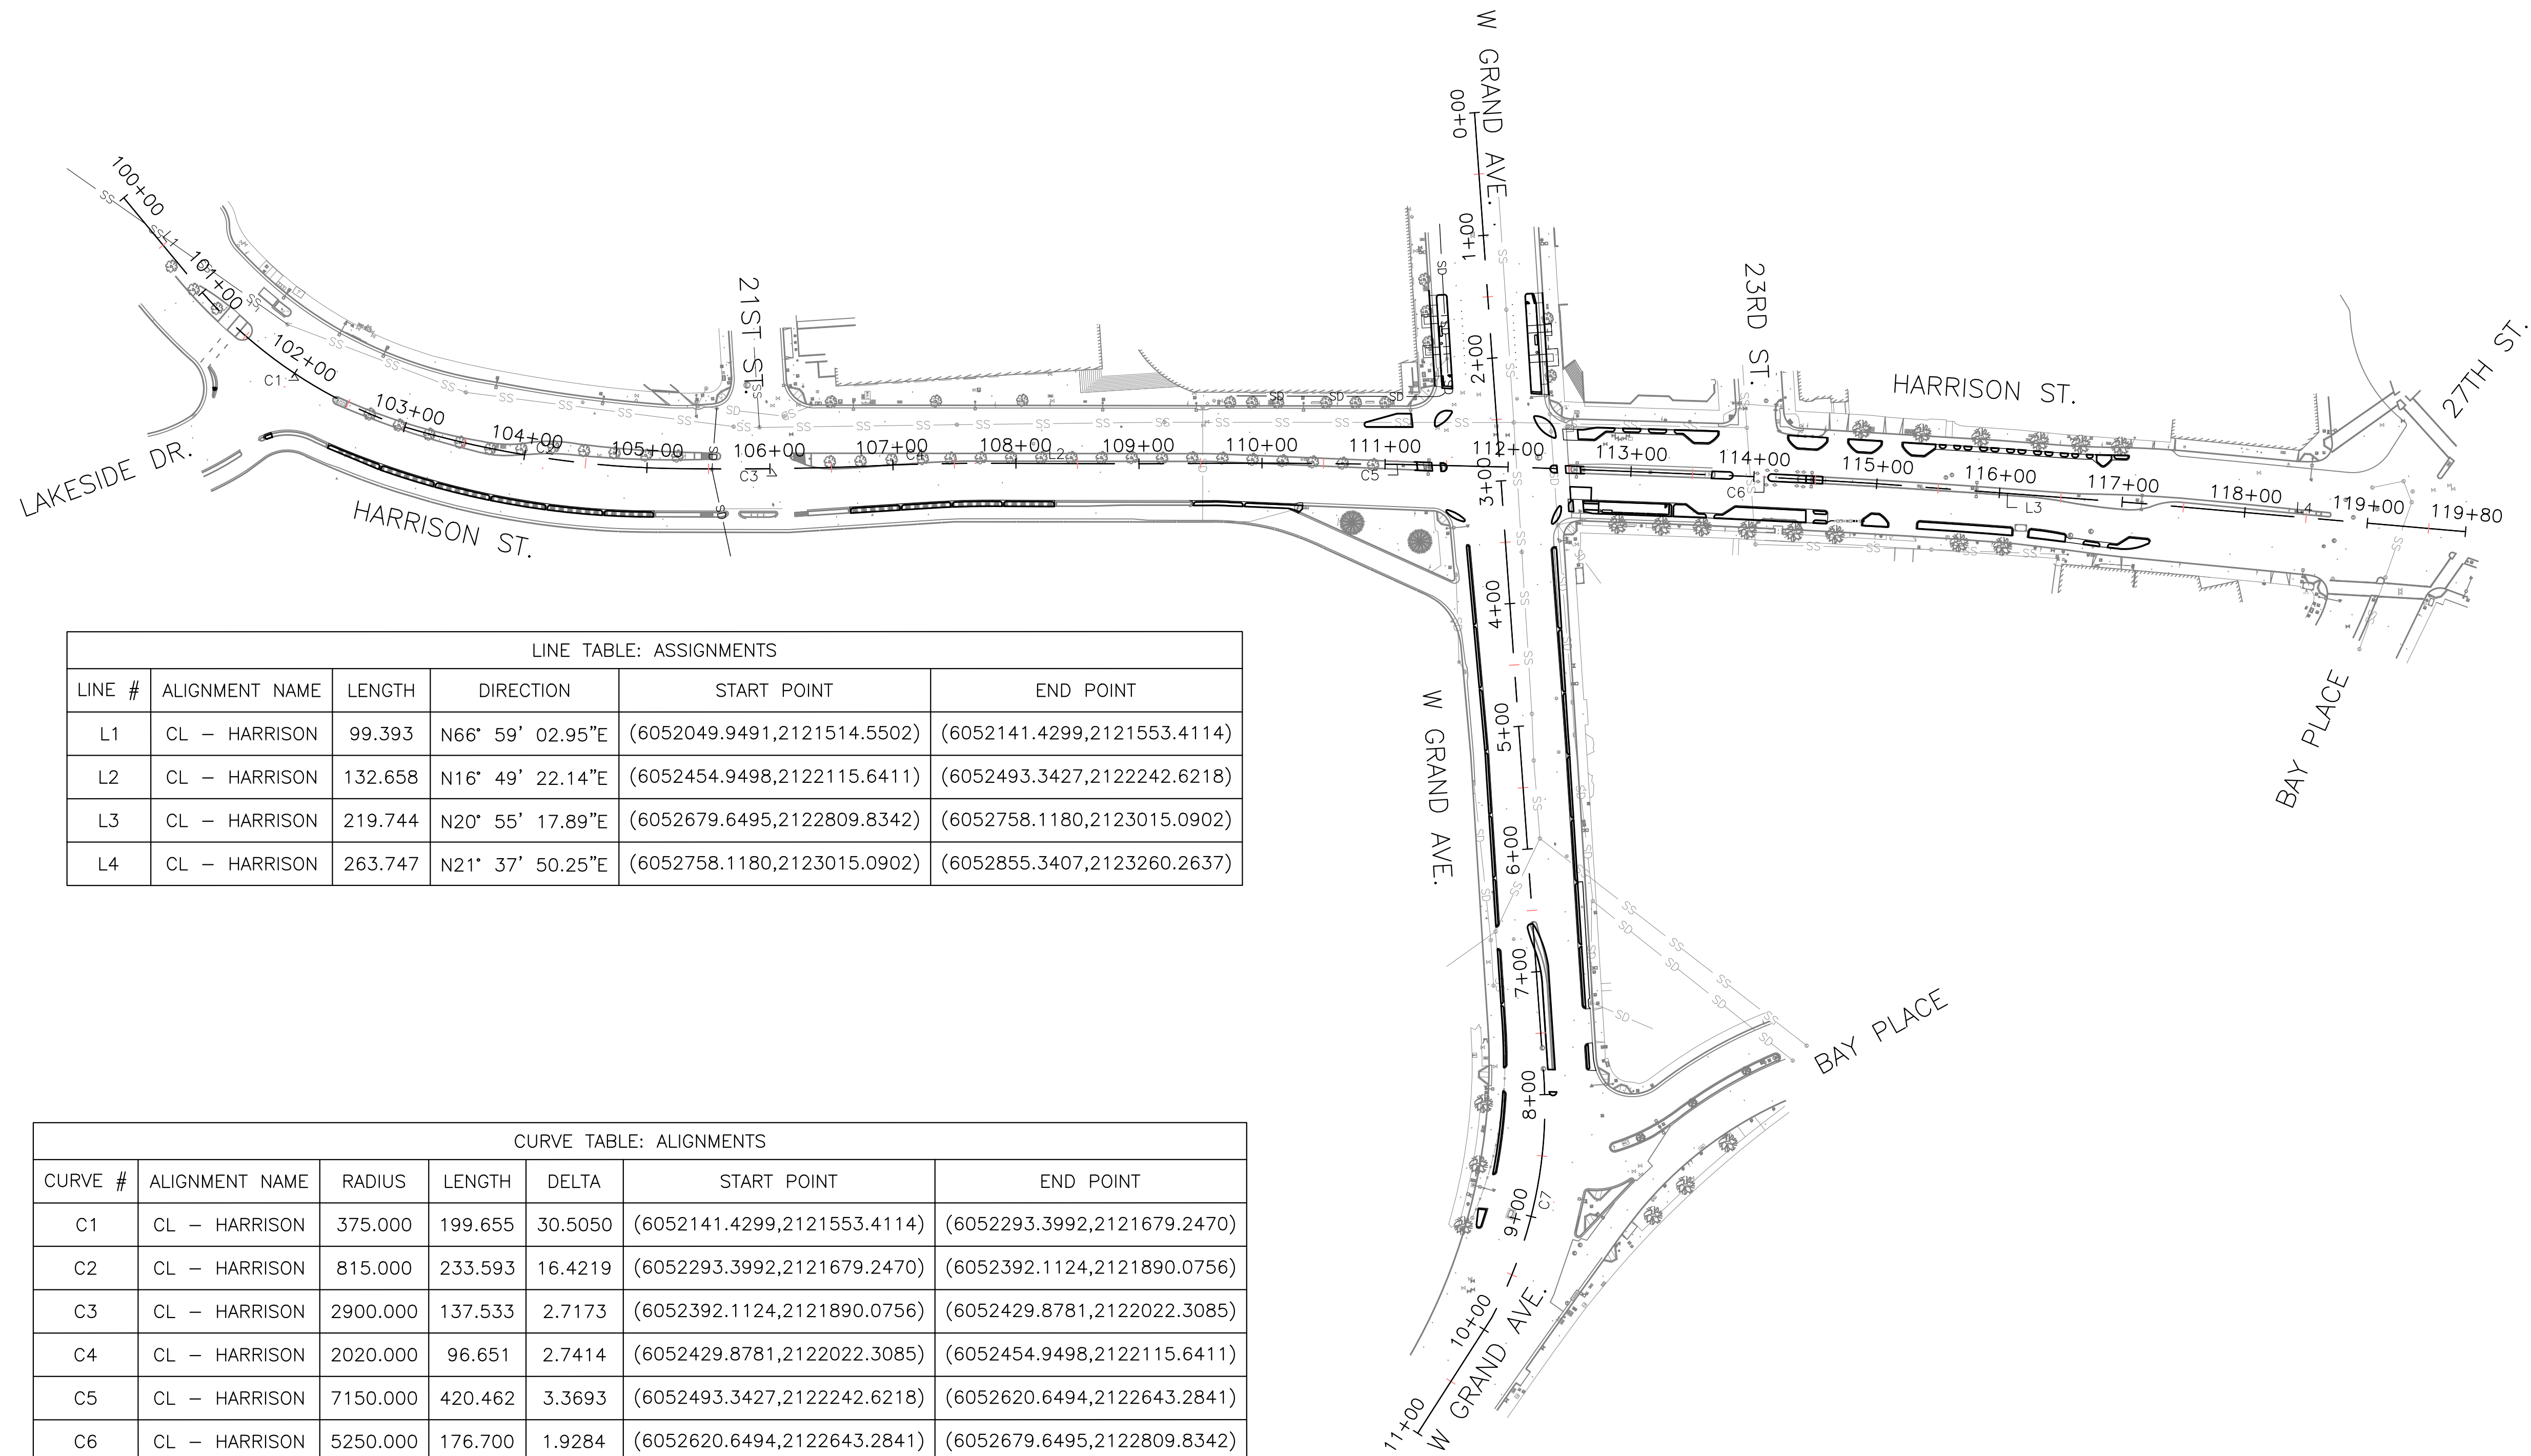 W GRAND AVE.
0+00
1+00
2+00
3+00
4+00
5+00
6+00
7+00
8+00
9+00
10+00
11+00
C7
W GRAND AVE.
W GRAND AVE.
100+00
L1
101+00
102+00
C1
103+00
104+00
C2
105+00
106+00
C3
107+00
C4
108+00
L2
109+00
110+00
111+00
C5
112+00
113+00
114+00
C6
115+00
116+00
L3
117+00
118+00
L4
119+00
119+80
21ST ST.
23RD ST.
HARRISON ST.
27TH ST.
LAKESIDE DR.
HARRISON ST.
BAY PLACE
BAY PLACE
SS
SD
LINE TABLE: ASSIGNMENTS
LINE # ALIGNMENT NAME LENGTH DIRECTION START POINT END POINT
L1 CL – HARRISON 99.393 N66° 59' 02.95"E (6052049.9491,2121514.5502) (6052141.4299,2121553.4114)
L2 CL – HARRISON 132.658 N16° 49' 22.14"E (6052454.9498,2122115.6411) (6052493.3427,2122242.6218)
L3 CL – HARRISON 219.744 N20° 55' 17.89"E (6052679.6495,2122809.8342) (6052758.1180,2123015.0902)
L4 CL – HARRISON 263.747 N21° 37' 50.25"E (6052758.1180,2123015.0902) (6052855.3407,2123260.2637)
CURVE TABLE: ALIGNMENTS
CURVE # ALIGNMENT NAME RADIUS LENGTH DELTA START POINT END POINT
C1 CL – HARRISON 375.000 199.655 30.5050 (6052141.4299,2121553.4114) (6052293.3992,2121679.2470)
C2 CL – HARRISON 815.000 233.593 16.4219 (6052293.3992,2121679.2470) (6052392.1124,2121890.0756)
C3 CL – HARRISON 2900.000 137.533 2.7173 (6052392.1124,2121890.0756) (6052429.8781,2122022.3085)
C4 CL – HARRISON 2020.000 96.651 2.7414 (6052429.8781,2122022.3085) (6052454.9498,2122115.6411)
C5 CL – HARRISON 7150.000 420.462 3.3693 (6052493.3427,2122242.6218) (6052620.6494,2122643.2841)
C6 CL – HARRISON 5250.000 176.700 1.9284 (6052620.6494,2122643.2841) (6052679.6495,2122809.8342)